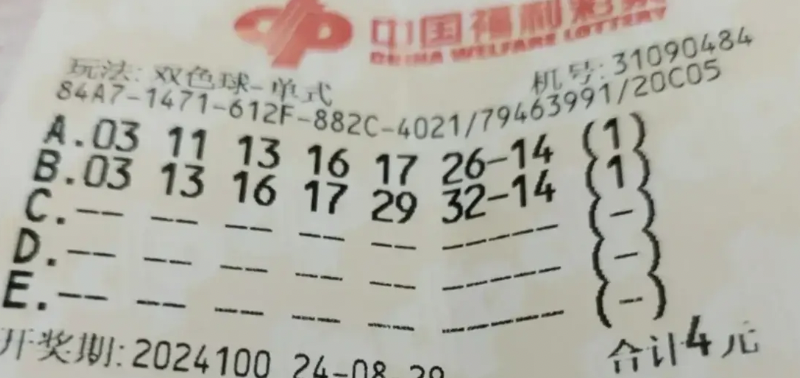 中国福利彩票
CHINA WELFARE LOTTERY
玩法: 双色球-单式 机号: 31090484
84A7-1471-612F-882C-4021/79463991/20C05
A.03 11 13 16 17 26-14 (1)
B.03 13 16 17 29 32-14 (1)
C.-- -- -- -- -- ------ (-)
D.-- -- -- -- -- ------ (-)
E.-- -- -- -- -- ------ (-)
开奖期: 2024100 24-08 合计4元